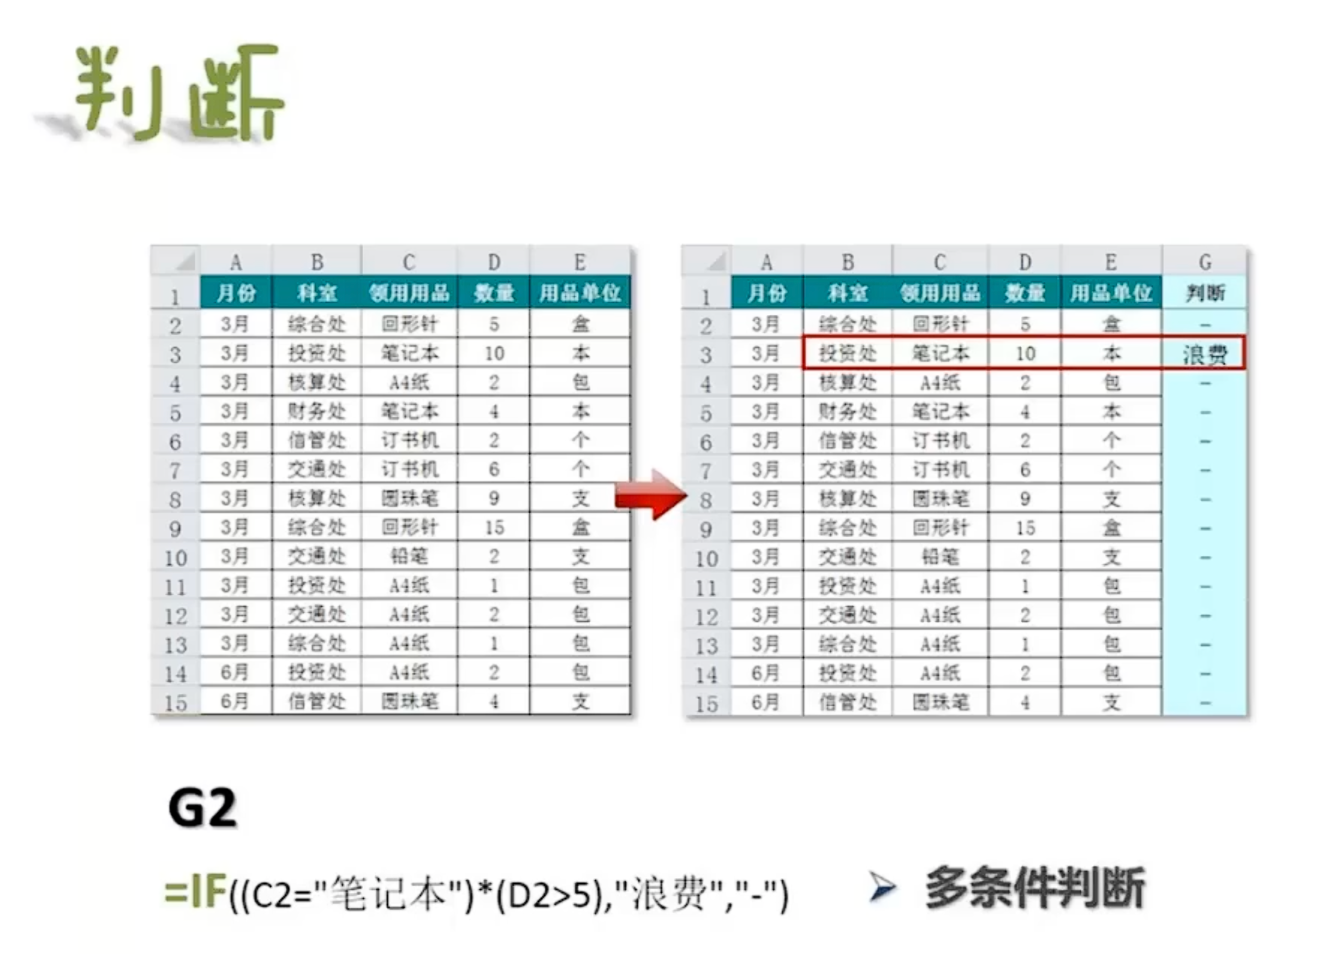 判断
A B C D E
1 月份 科室 领用用品 数量 用品单位
2 3月 综合处 回形针 5 盒
3 3月 投资处 笔记本 10 本
4 3月 核算处 A4纸 2 包
5 3月 财务处 笔记本 4 本
6 3月 信管处 订书机 2 个
7 3月 交通处 订书机 6 个
8 3月 核算处 圆珠笔 9 支
9 3月 综合处 回形针 15 盒
10 3月 交通处 铅笔 2 支
11 3月 投资处 A4纸 1 包
12 3月 交通处 A4纸 2 包
13 3月 综合处 A4纸 1 包
14 6月 投资处 A4纸 2 包
15 6月 信管处 圆珠笔 4 支
A B C D E G
1 月份 科室 领用用品 数量 用品单位 判断
2 3月 综合处 回形针 5 盒 -
3 3月 投资处 笔记本 10 本 浪费
4 3月 核算处 A4纸 2 包 -
5 3月 财务处 笔记本 4 本 -
6 3月 信管处 订书机 2 个 -
7 3月 交通处 订书机 6 个 -
8 3月 核算处 圆珠笔 9 支 -
9 3月 综合处 回形针 15 盒 -
10 3月 交通处 铅笔 2 支 -
11 3月 投资处 A4纸 1 包 -
12 3月 交通处 A4纸 2 包 -
13 3月 综合处 A4纸 1 包 -
14 6月 投资处 A4纸 2 包 -
15 6月 信管处 圆珠笔 4 支 -
G2
=IF((C2="笔记本")*(D2>5),"浪费","-")
多条件判断